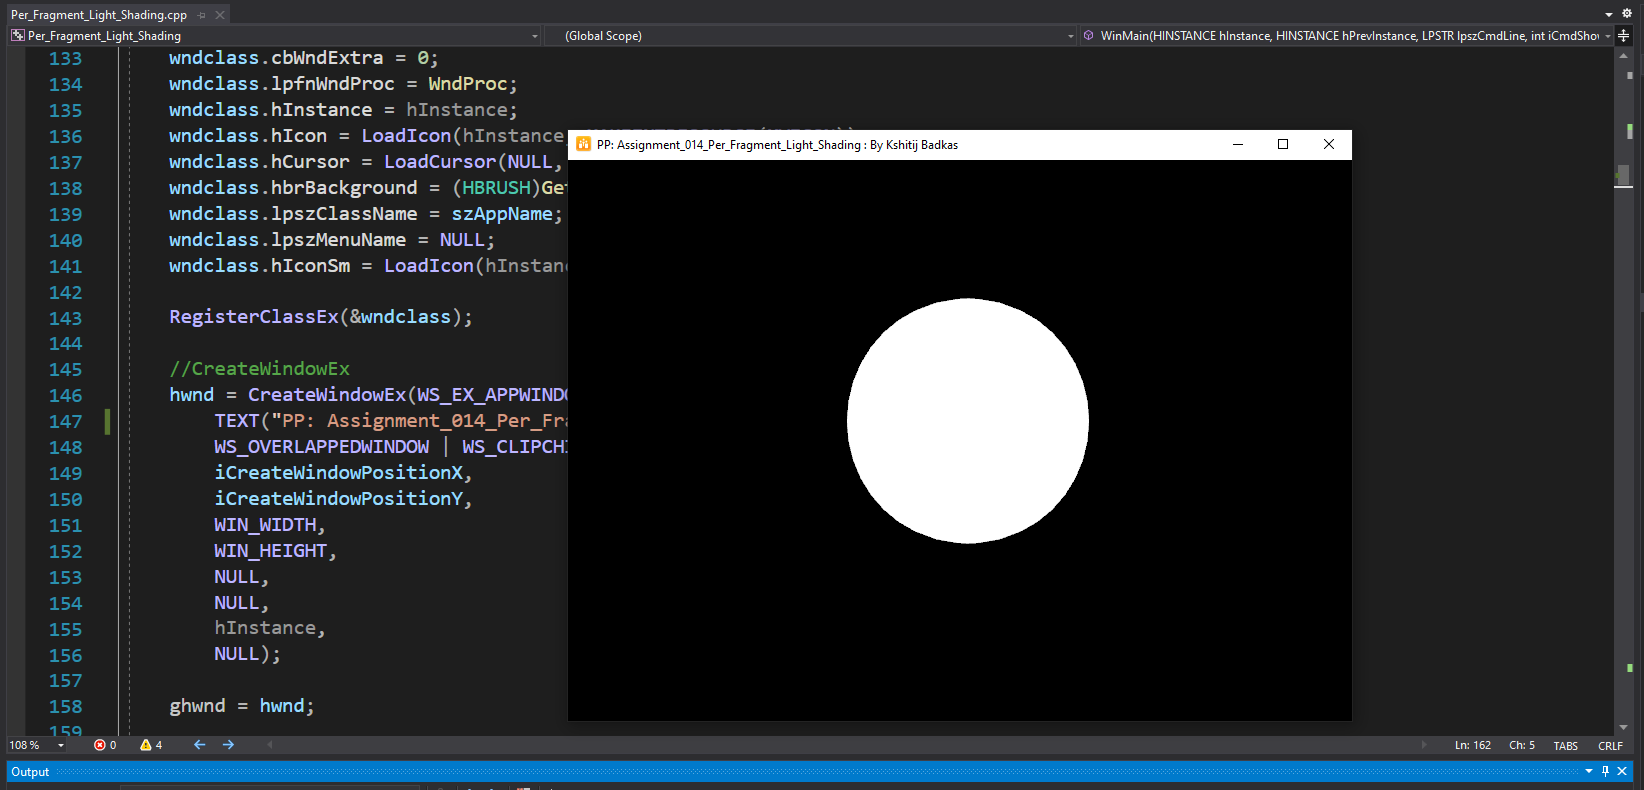 Per_Fragment_Light_Shading.cpp
Per_Fragment_Light_Shading (Global Scope) WinMain(HINSTANCE hInstance, HINSTANCE hPrevInstance, LPSTR lpszCmdLine, int iCmdSho
133 wndclass.cbWndExtra = 0;
134 wndclass.lpfnWndProc = WndProc;
135 wndclass.hInstance = hInstance;
136 wndclass.hIcon = LoadIcon(hInstance,
137 wndclass.hCursor = LoadCursor(NULL,
138 wndclass.hbrBackground = (HBRUSH)Get
139 wndclass.lpszClassName = szAppName;
140 wndclass.lpszMenuName = NULL;
141 wndclass.hIconSm = LoadIcon(hInstan
142
143 RegisterClassEx(&wndclass);
144
145 //CreateWindowEx
146 hwnd = CreateWindowEx(WS_EX_APPWINDO
147 TEXT("PP: Assignment_014_Per_Fra
148 WS_OVERLAPPEDWINDOW | WS_CLIPCHI
149 iCreateWindowPositionX,
150 iCreateWindowPositionY,
151 WIN_WIDTH,
152 WIN_HEIGHT,
153 NULL,
154 NULL,
155 hInstance,
156 NULL);
157
158 ghwnd = hwnd;
159
PP: Assignment_014_Per_Fragment_Light_Shading : By Kshitij Badkas
108 % 0 4 Ln: 162 Ch: 5 TABS CRLF
Output